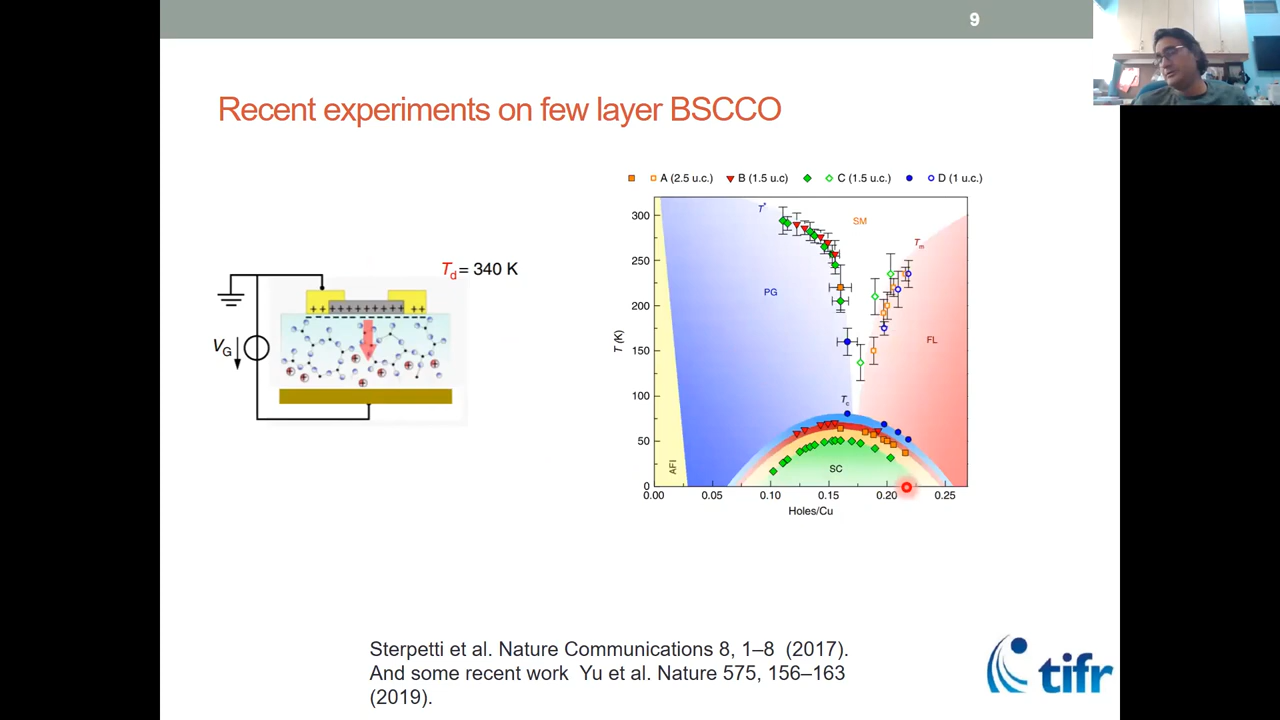 9
Recent experiments on few layer BSCCO
A (2.5 u.c.) B (1.5 u.c) C (1.5 u.c.) D (1 u.c.)
Td = 340 K
VG
T (K)
300
250
200
150
100
50
0
T*
SM
Tm
PG
FL
Tc
AFI
SC
0.00 0.05 0.10 0.15 0.20 0.25
Holes/Cu
Sterpetti et al. Nature Communications 8, 1–8 (2017).
And some recent work Yu et al. Nature 575, 156–163
(2019).
tifr